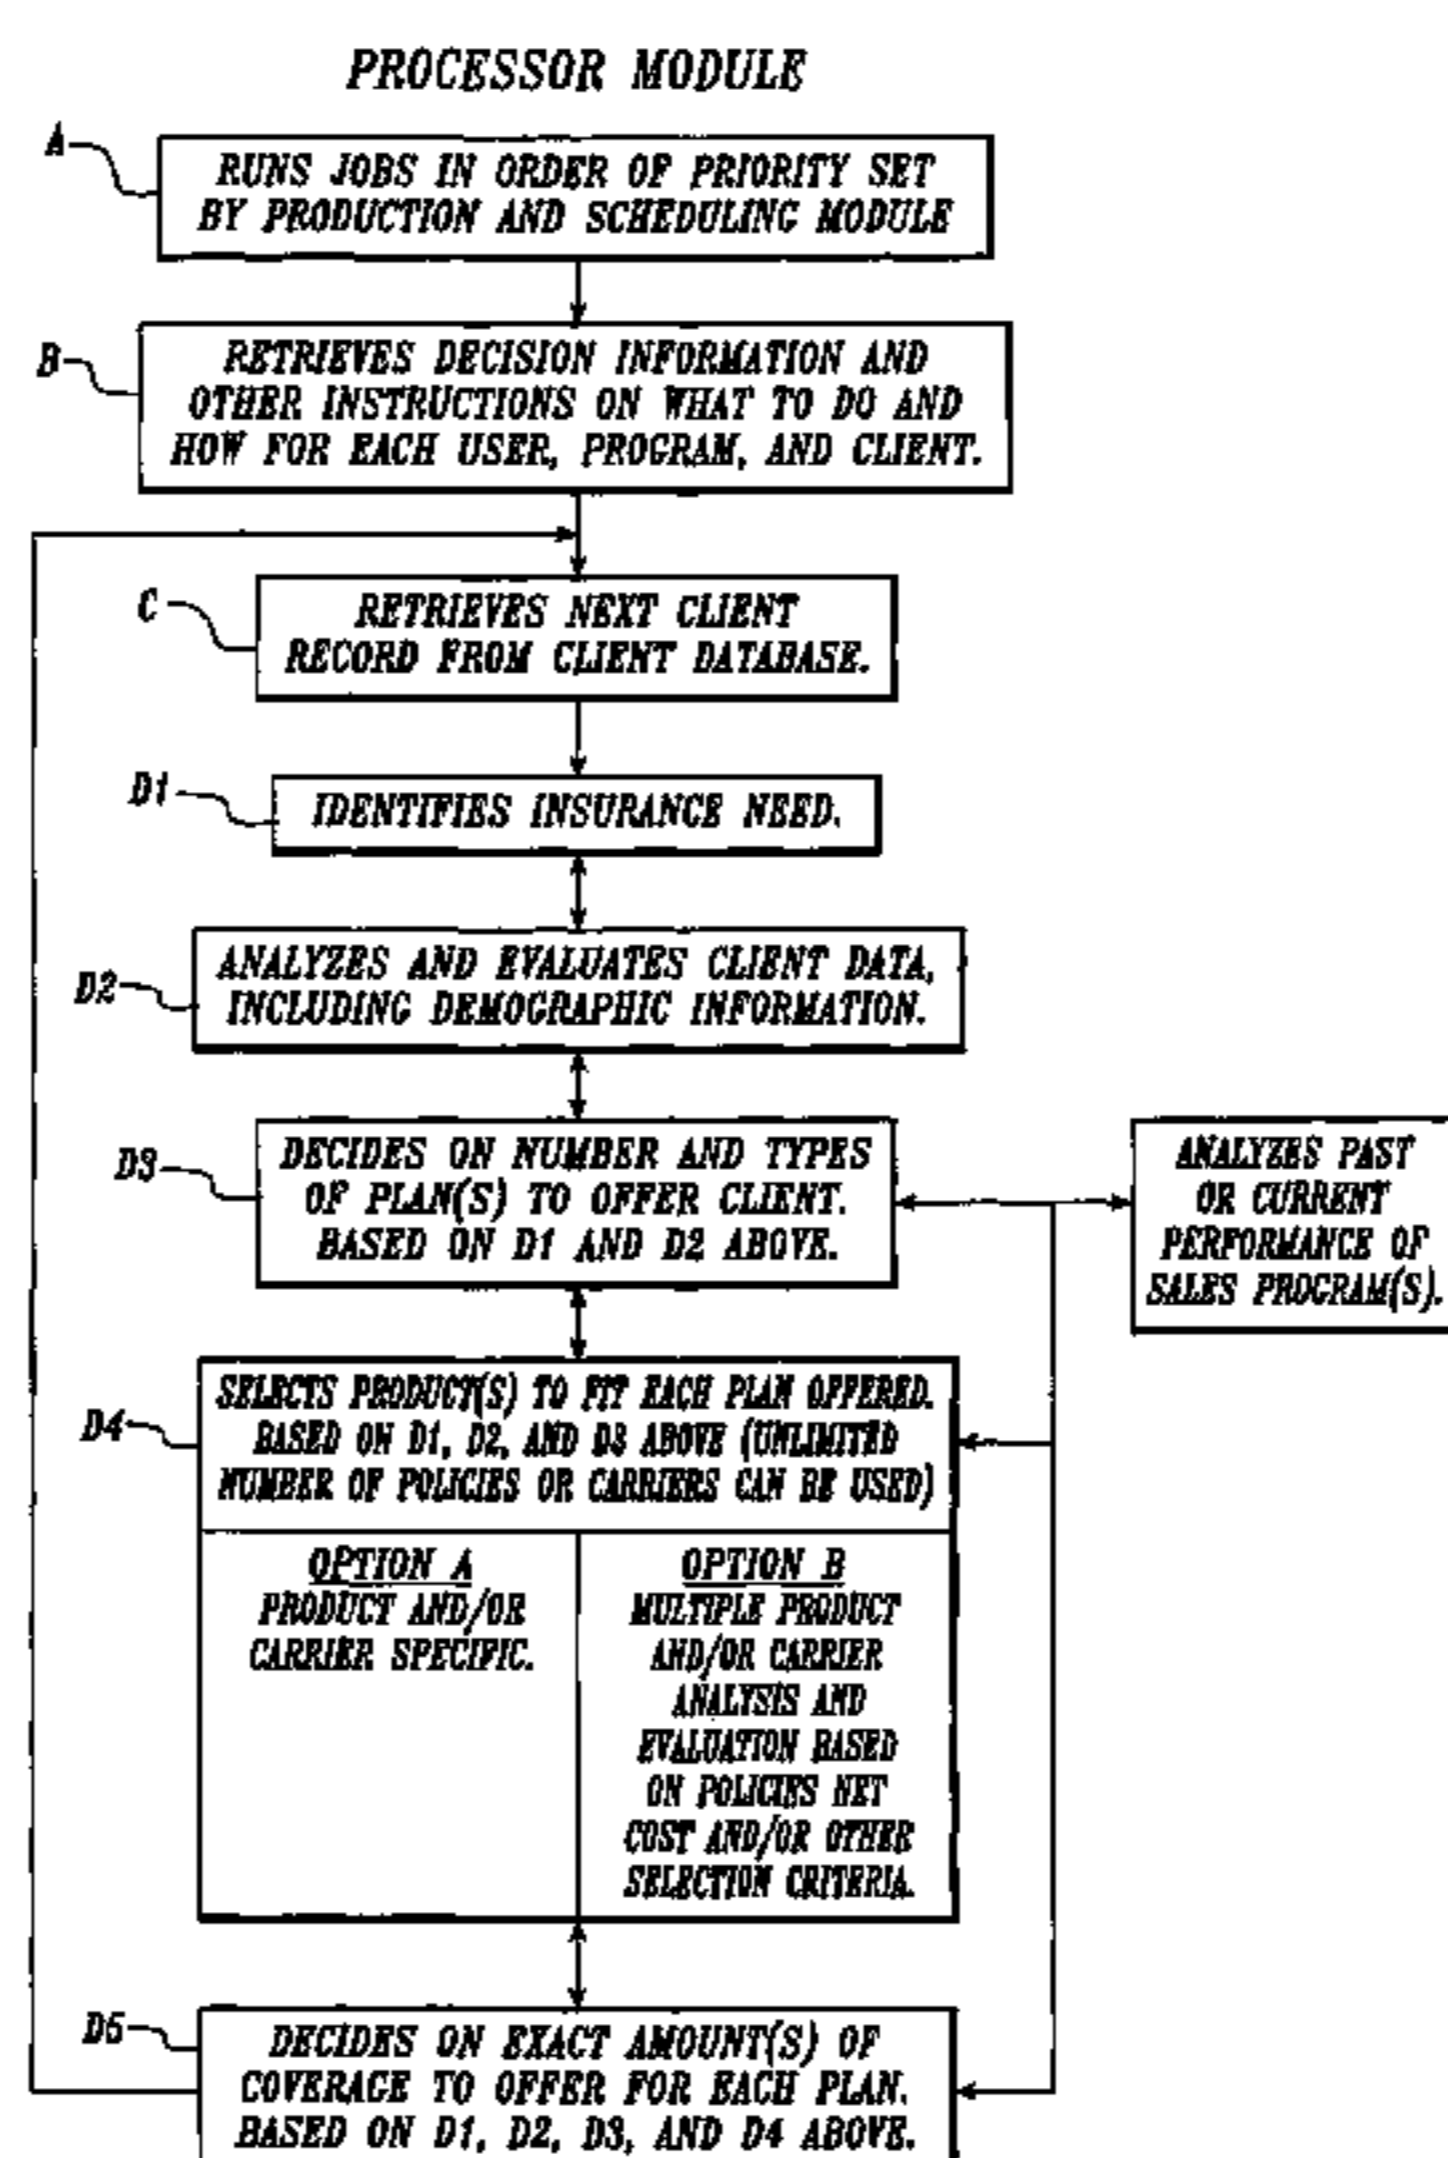 PROCESSOR MODULE
A
RUNS JOBS IN ORDER OF PRIORITY SET
BY PRODUCTION AND SCHEDULING MODULE
B
RETRIEVES DECISION INFORMATION AND
OTHER INSTRUCTIONS ON WHAT TO DO AND
HOW FOR EACH USER, PROGRAM, AND CLIENT.
C
RETRIEVES NEXT CLIENT
RECORD FROM CLIENT DATABASE.
D1
IDENTIFIES INSURANCE NEED.
D2
ANALYZES AND EVALUATES CLIENT DATA,
INCLUDING DEMOGRAPHIC INFORMATION.
D3
DECIDES ON NUMBER AND TYPES
OF PLAN(S) TO OFFER CLIENT.
BASED ON D1 AND D2 ABOVE.
ANALYZES PAST
OR CURRENT
PERFORMANCE OF
SALES PROGRAM(S).
D4
SELECTS PRODUCT(S) TO FIT EACH PLAN OFFERED.
BASED ON D1, D2, AND D3 ABOVE (UNLIMITED
NUMBER OF POLICIES OR CARRIERS CAN BE USED)
OPTION A
PRODUCT AND/OR
CARRIER SPECIFIC.
OPTION B
MULTIPLE PRODUCT
AND/OR CARRIER
ANALYSIS AND
EVALUATION BASED
ON POLICIES NET
COST AND/OR OTHER
SELECTION CRITERIA.
D5
DECIDES ON EXACT AMOUNT(S) OF
COVERAGE TO OFFER FOR EACH PLAN.
BASED ON D1, D2, D3, AND D4 ABOVE.